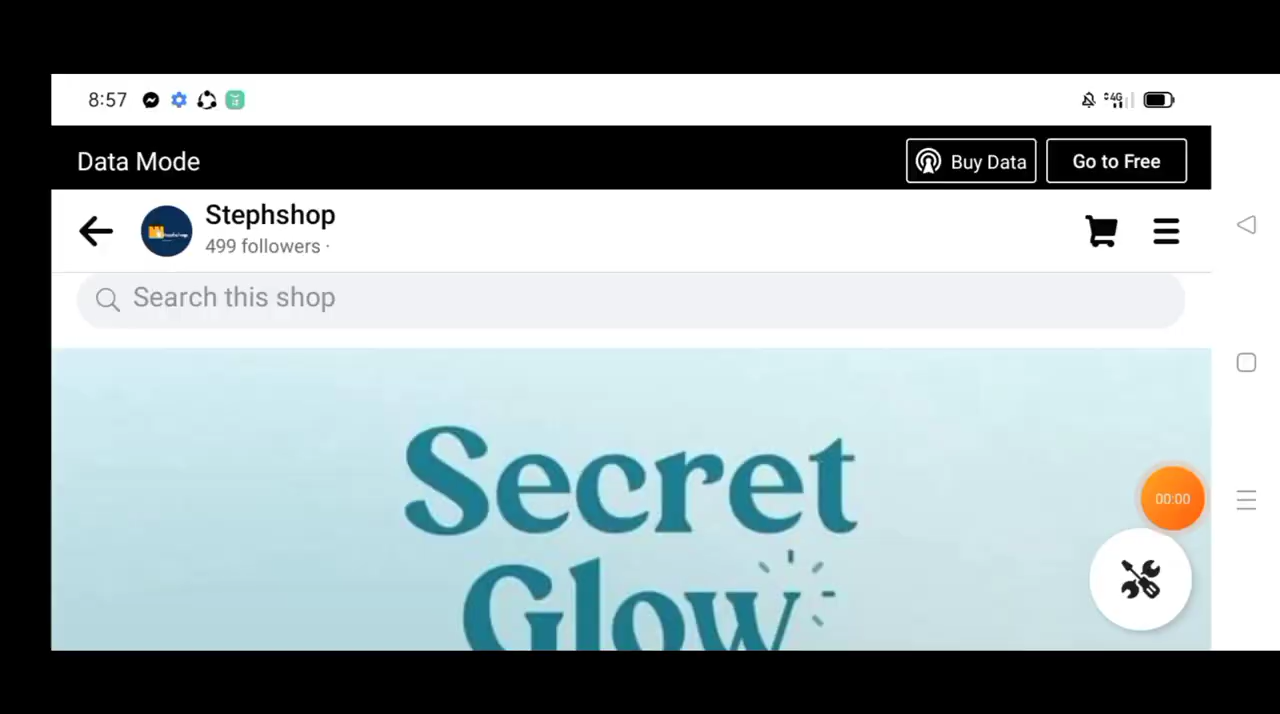 8:57
4G
Data Mode
Buy Data
Go to Free
Stephshop
499 followers ·
Search this shop
Secret
Glow
00:00